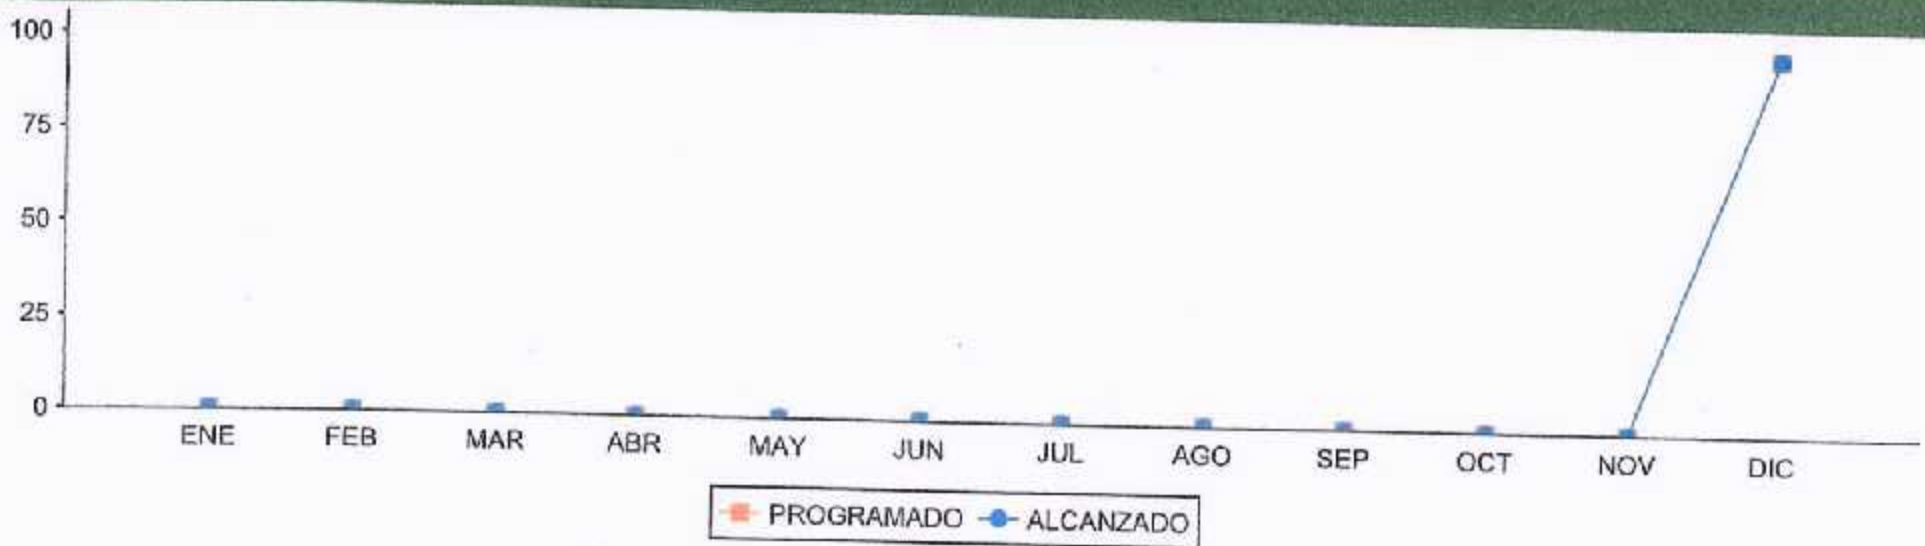 100
75
50
25
0
ENE FEB MAR ABR MAY JUN JUL AGO SEP OCT NOV DIC
PROGRAMADO ALCANZADO